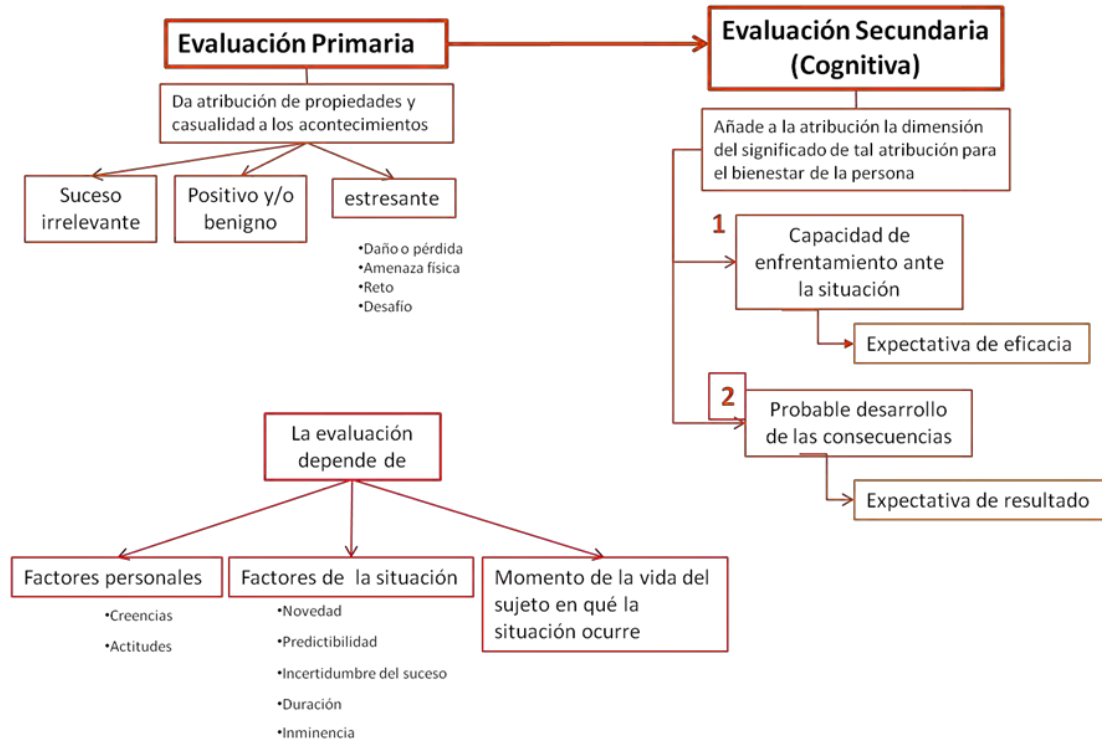 Evaluación Primaria
Da atribución de propiedades y
casualidad a los acontecimientos
Suceso
irrelevante
Positivo y/o
benigno
estresante
•Daño o pérdida
•Amenaza física
•Reto
•Desafío
Evaluación Secundaria
(Cognitiva)
Añade a la atribución la dimensión
del significado de tal atribución para
el bienestar de la persona
1
Capacidad de
enfrentamiento ante
la situación
Expectativa de eficacia
2
Probable desarrollo
de las consecuencias
Expectativa de resultado
La evaluación
depende de
Factores personales
•Creencias
•Actitudes
Factores de la situación
•Novedad
•Predictibilidad
•Incertidumbre del suceso
•Duración
•Inminencia
Momento de la vida del
sujeto en qué la
situación ocurre